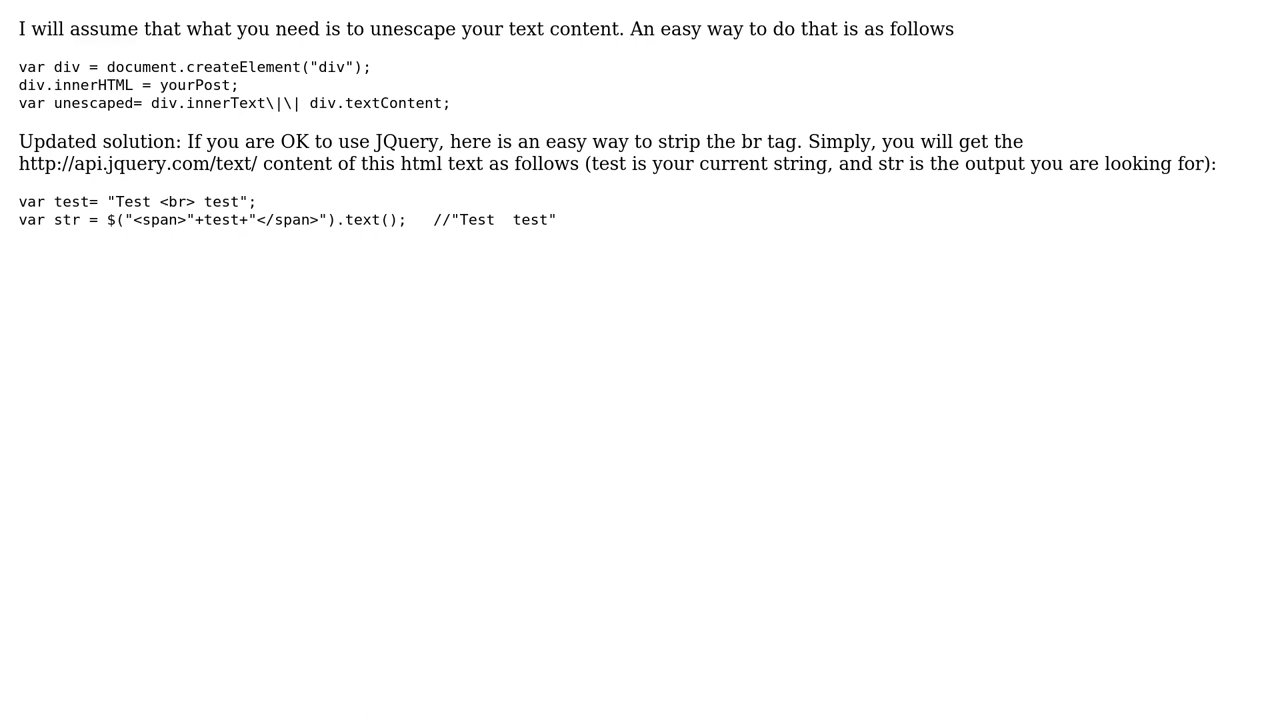 I will assume that what you need is to unescape your text content. An easy way to do that is as follows
var div = document.createElement("div");
div.innerHTML = yourPost;
var unescaped= div.innerText\|\| div.textContent;
Updated solution: If you are OK to use JQuery, here is an easy way to strip the br tag. Simply, you will get the
http://api.jquery.com/text/ content of this html text as follows (test is your current string, and str is the output you are looking for):
var test= "Test <br> test";
var str = $("<span>"+test+"</span>").text();   //"Test  test"